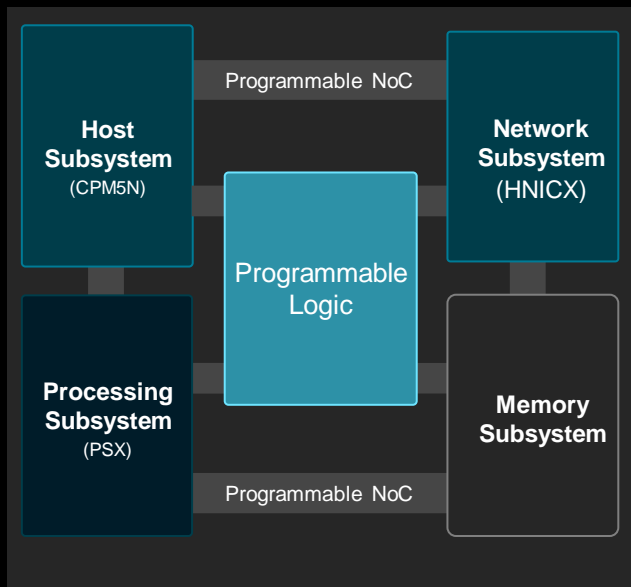 Programmable NoC
Host
Subsystem
(CPM5N)
Network
Subsystem
(HNICX)
Programmable
Logic
Processing
Subsystem
(PSX)
Memory
Subsystem
Programmable NoC